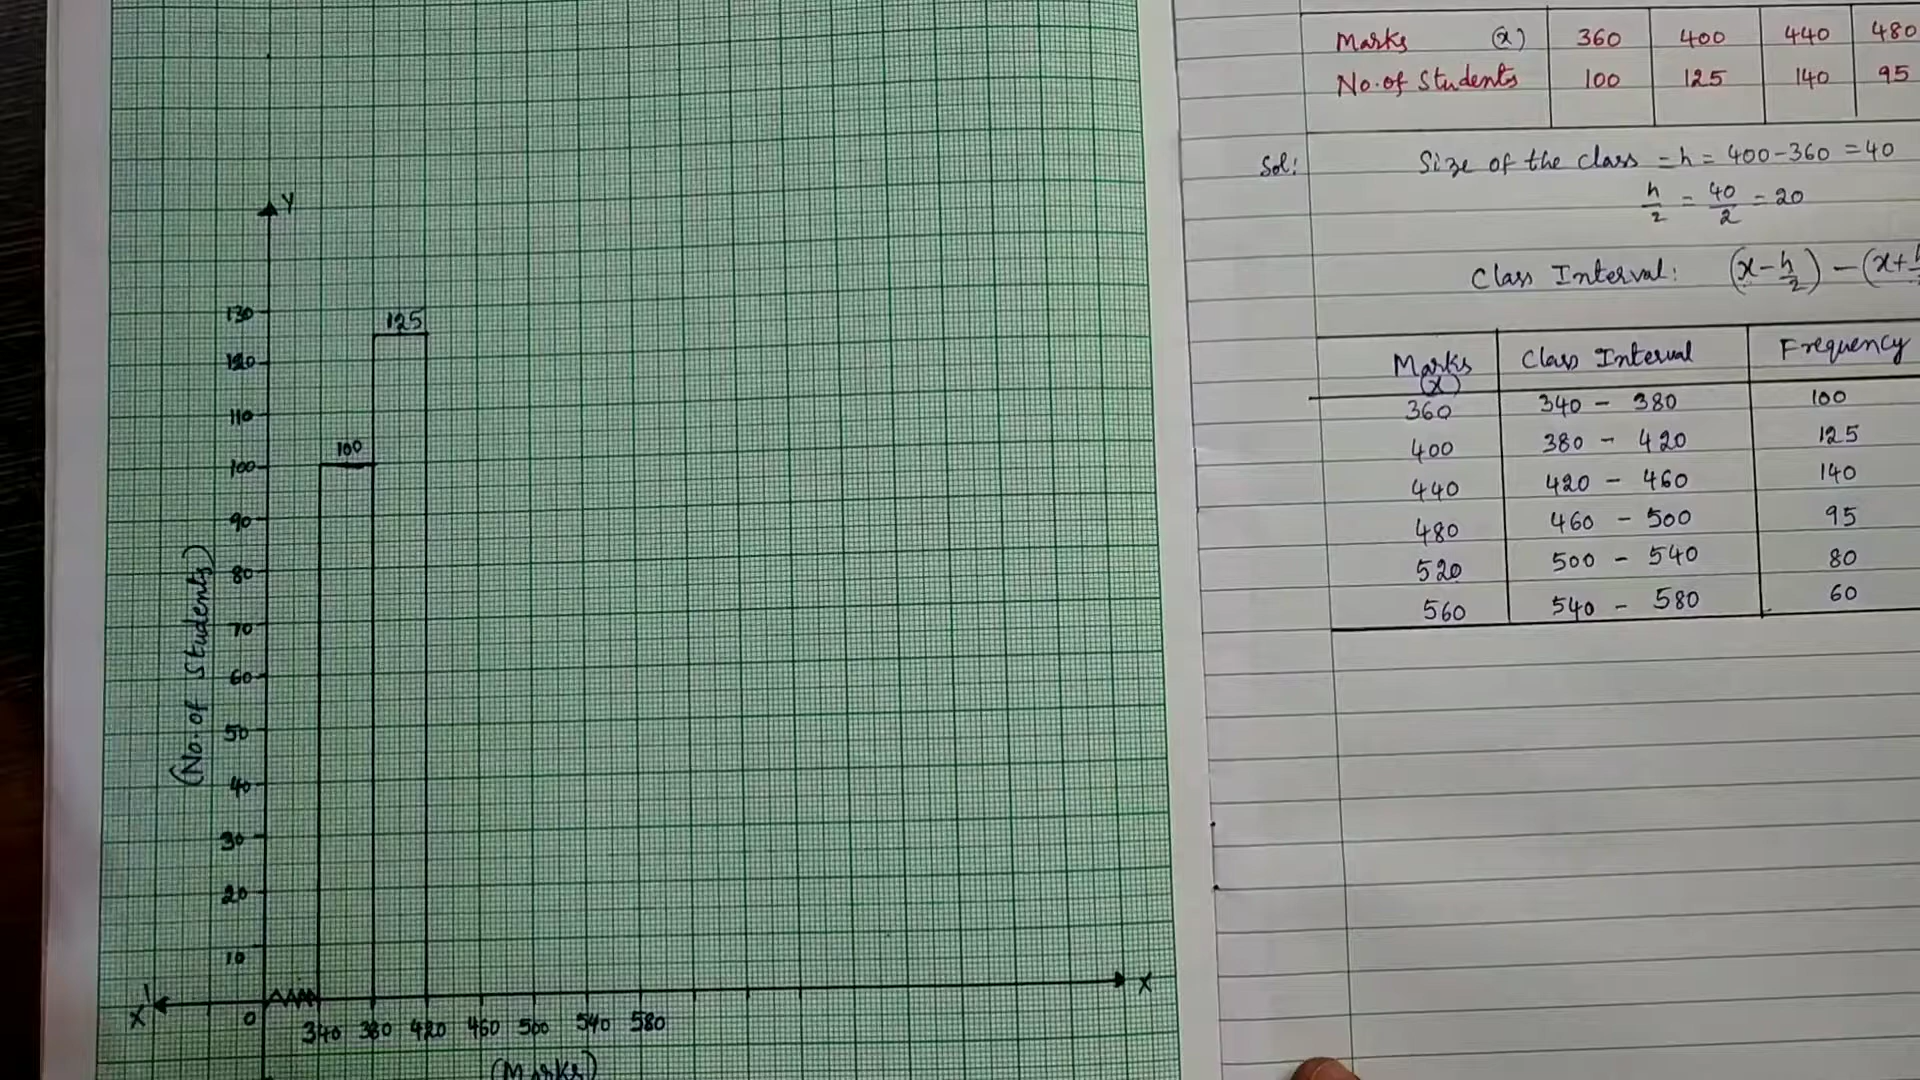 Y
130
125
120
110
100
100
90
80
70
60
50
40
30
20
10
(No. of Students)
X' 0 X
340 380 420 460 500 540 580
(Marks)
Marks (x) 360 400 440 480
No. of Students 100 125 140 95
Sol: Size of the class = h = 400-360 = 40
h/2 = 40/2 = 20
Class Interval: (x-h/2) - (x+
Marks (x) Class Interval Frequency
360 340 - 380 100
400 380 - 420 125
440 420 - 460 140
480 460 - 500 95
520 500 - 540 80
560 540 - 580 60